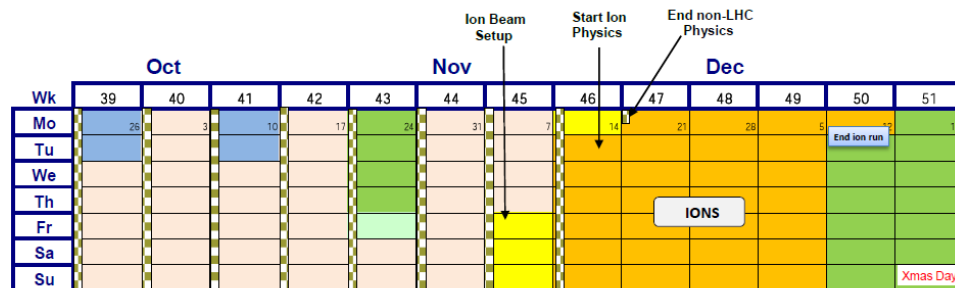 Ion Beam
Setup
Start Ion
Physics
End non-LHC
Physics
Oct Nov Dec
Wk 39 40 41 42 43 44 45 46 47 48 49 50 51
Mo 26 3 10 17 24 31 7 14 21 28 5 12
Tu End ion run
We
Th
Fr IONS
Sa
Su Xmas Day